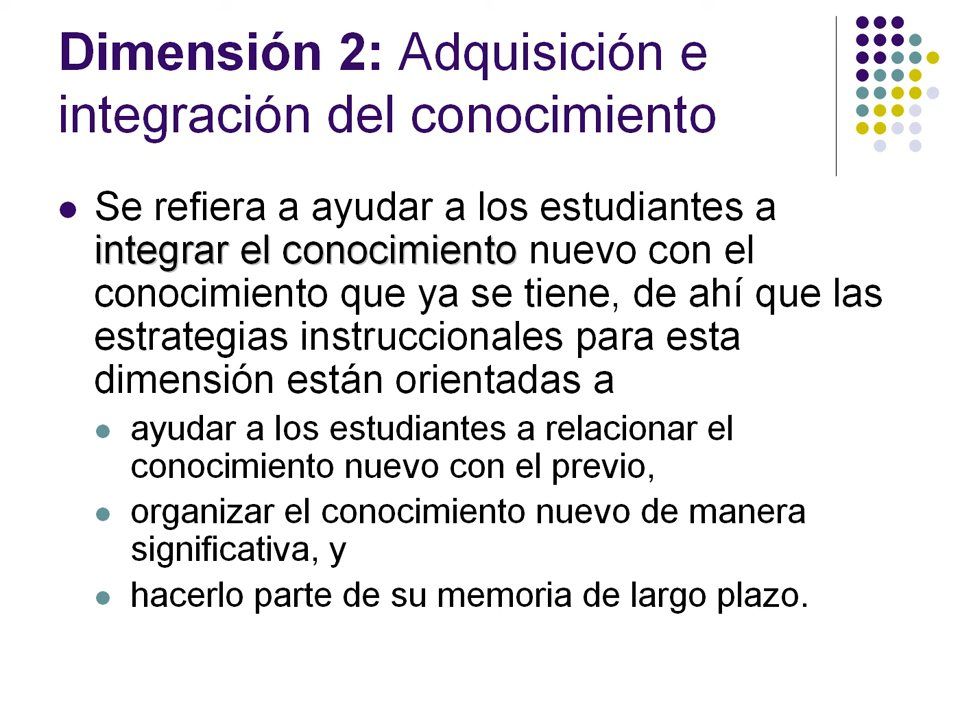 Dimensión 2: Adquisición e
integración del conocimiento
Se refiera a ayudar a los estudiantes a
integrar el conocimiento nuevo con el
conocimiento que ya se tiene, de ahí que las
estrategias instruccionales para esta
dimensión están orientadas a
ayudar a los estudiantes a relacionar el
conocimiento nuevo con el previo,
organizar el conocimiento nuevo de manera
significativa, y
hacerlo parte de su memoria de largo plazo.